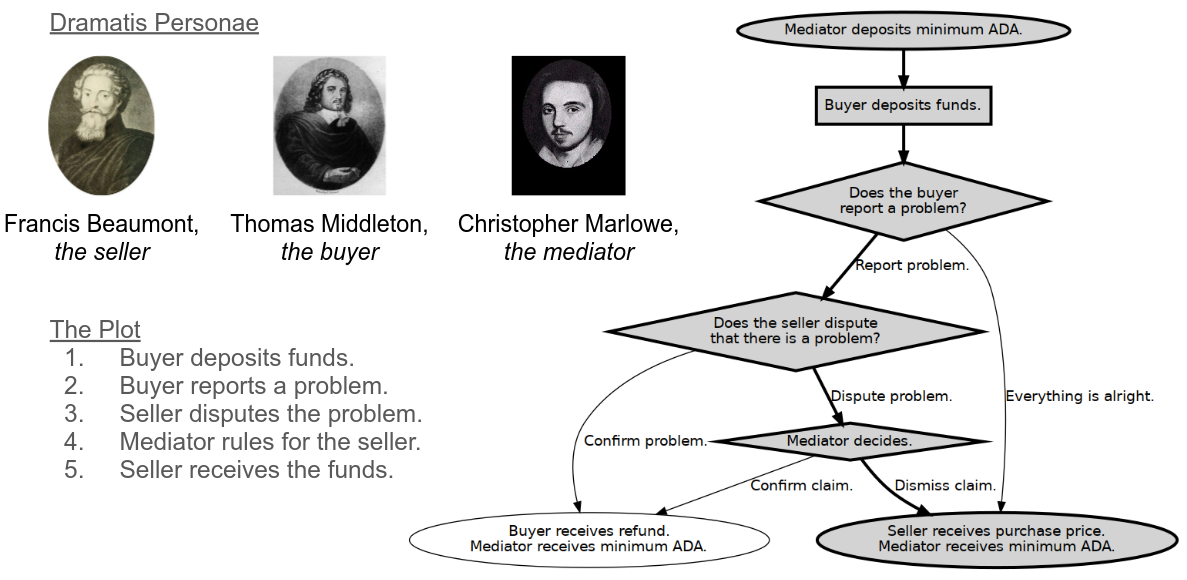 Dramatis Personae
Francis Beaumont,
the seller
Thomas Middleton,
the buyer
Christopher Marlowe,
the mediator
The Plot
1. Buyer deposits funds.
2. Buyer reports a problem.
3. Seller disputes the problem.
4. Mediator rules for the seller.
5. Seller receives the funds.
Mediator deposits minimum ADA.
Buyer deposits funds.
Does the buyer
report a problem?
Report problem.
Does the seller dispute
that there is a problem?
Dispute problem.
Everything is alright.
Confirm problem.
Mediator decides.
Confirm claim.
Dismiss claim.
Buyer receives refund.
Mediator receives minimum ADA.
Seller receives purchase price.
Mediator receives minimum ADA.